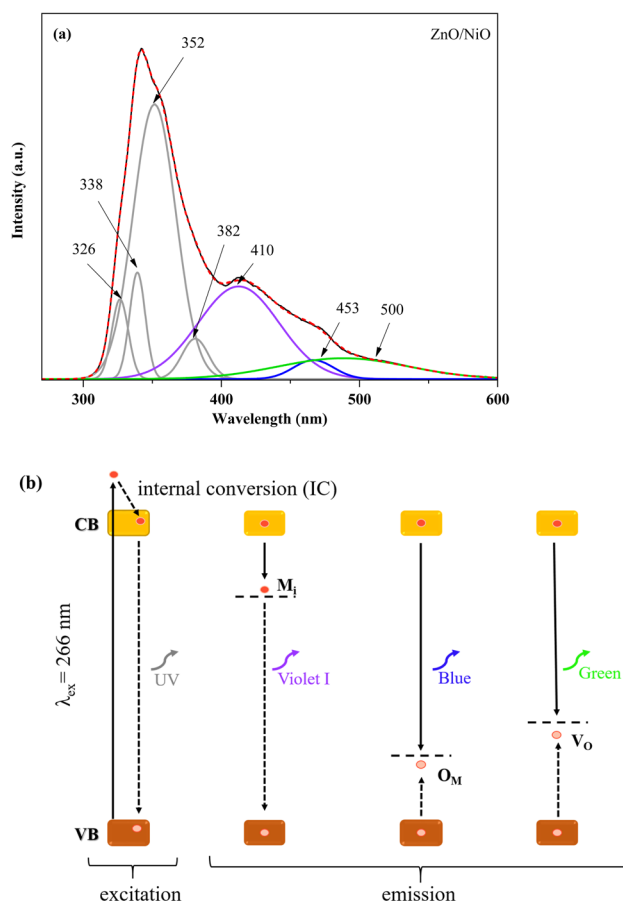 (a)
ZnO/NiO
352
338
326
382
410
453
500
Intensity (a.u.)
300
400
500
600
Wavelength (nm)
(b)
internal conversion (IC)
CB
λex= 266 nm
Mi
UV
Violet I
Blue
Green
OM
VO
VB
excitation
emission